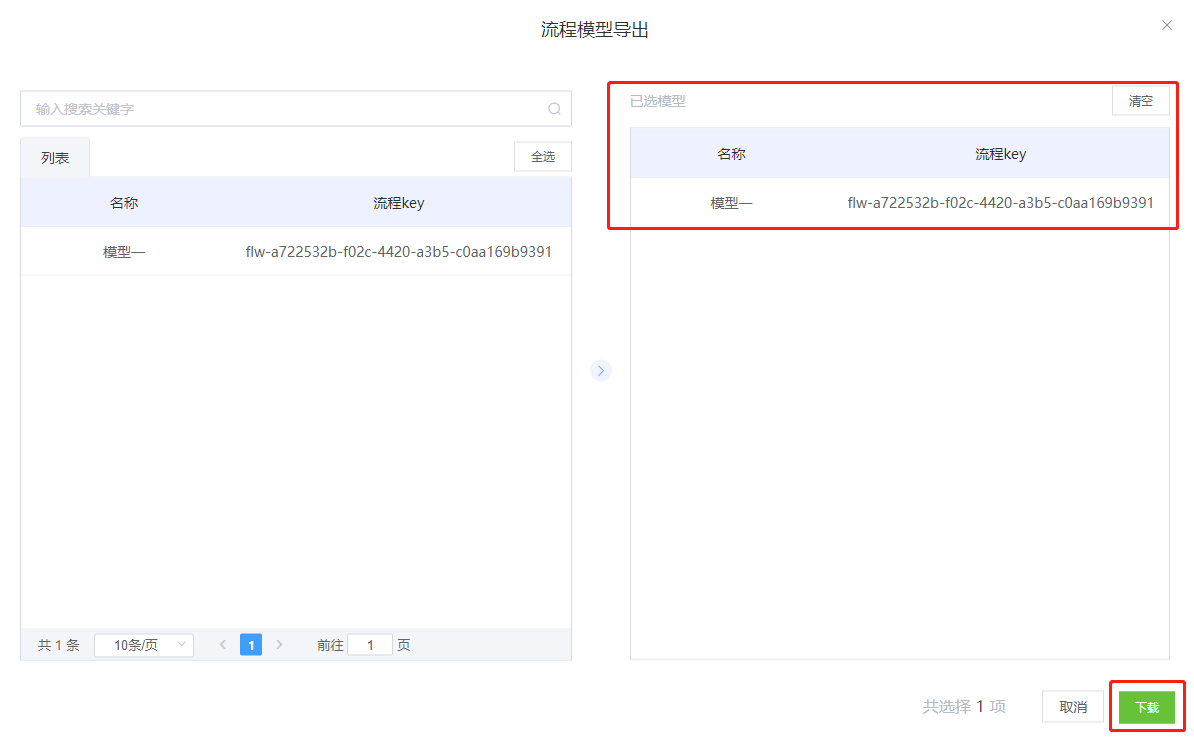 流程模型导出
输入搜索关键字
列表
全选
名称 流程key
模型一 flw-a722532b-f02c-4420-a3b5-c0aa169b9391
共 1 条 10条/页 1 前往 1 页
已选模型
清空
名称 流程key
模型一 flw-a722532b-f02c-4420-a3b5-c0aa169b9391
共选择 1 项
取消
下载